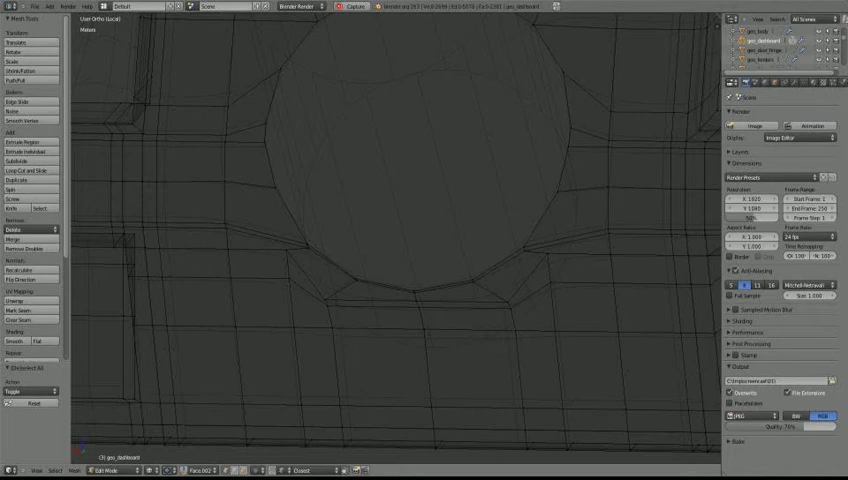 File Add Render Window Help Default Scene Blender Render Capture
View Search All Scenes
Mesh Tools
User Ortho (Local)
Meters
geo_body
geo_dashboard
geo_door_hinge
geo_fenders
Transform:
Translate
Rotate
Scale
Shrink/Fatten
Push/Pull
Deform:
Edge Slide
Noise
Smooth Vertex
Add:
Extrude Region
Extrude Individual
Subdivide
Loop Cut and Slide
Duplicate
Spin
Screw
Knife Select
Remove:
Delete
Merge
Remove Doubles
Normals:
Recalculate
Flip Direction
UV Mapping:
Unwrap
Mark Seam
Clear Seam
Shading:
Smooth Flat
Repeat:
(De)select All
Action
Toggle
Reset
Scene
Render
Image Animation
Display: Image Editor
Layers
Dimensions
Render Presets
Resolution: Frame Range:
X: 1920 Start Frame: 1
Y: 1080 End Frame: 250
50% Frame Step: 1
Aspect Ratio: Frame Rate:
X: 1.000 24 fps
Y: 1.000 Time Remapping:
Border Crop O: 100 N: 100
Anti-Aliasing
5 8 11 16 Mitchell-Netravali
Full Sample Size: 1.000
Sampled Motion Blur
Shading
Performance
Post Processing
Stamp
Output
Overwrite File Extensions
Placeholders
JPEG BW RGB
Quality: 70%
Bake
(3) geo_dashboard
View Select Mesh Edit Mode Face.002 Closest